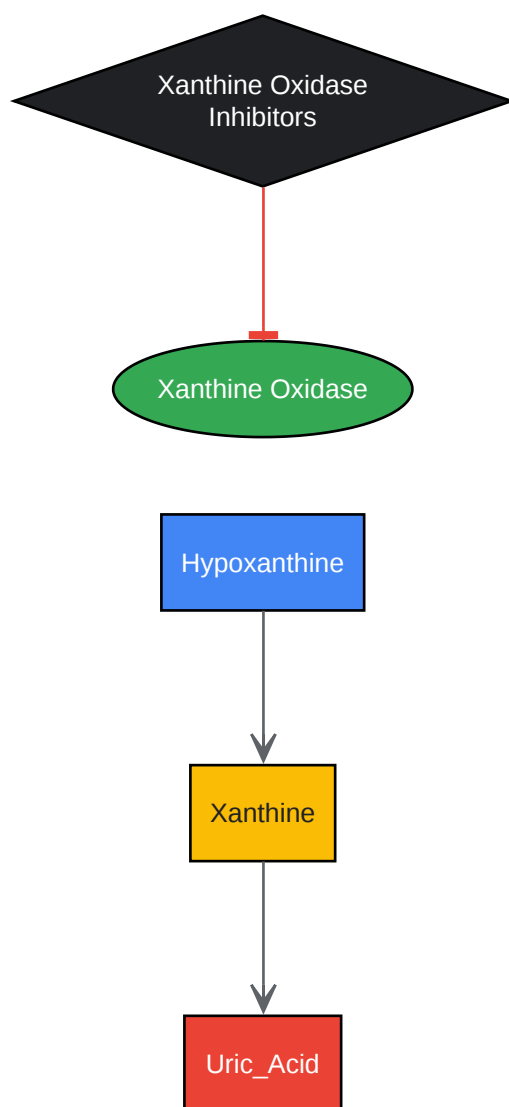 Xanthine Oxidase
Inhibitors
Xanthine Oxidase
Hypoxanthine
Xanthine
Uric_Acid